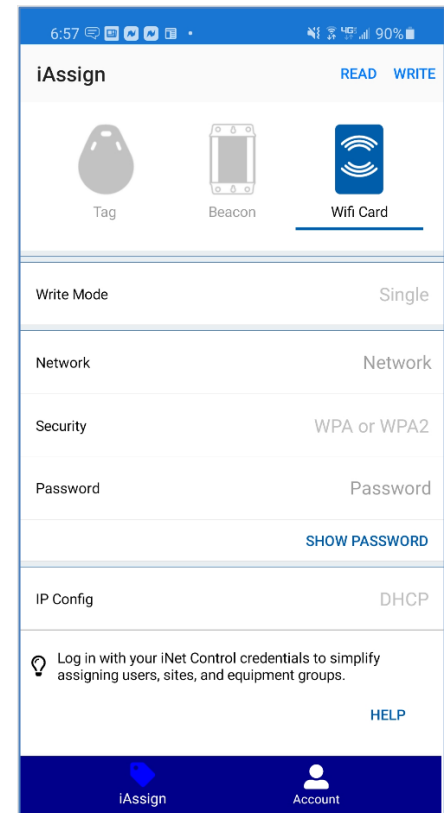 6:57 90%
iAssign READ WRITE
Tag Beacon Wifi Card
Write Mode Single
Network Network
Security WPA or WPA2
Password Password
SHOW PASSWORD
IP Config DHCP
Log in with your iNet Control credentials to simplify
assigning users, sites, and equipment groups.
HELP
iAssign Account